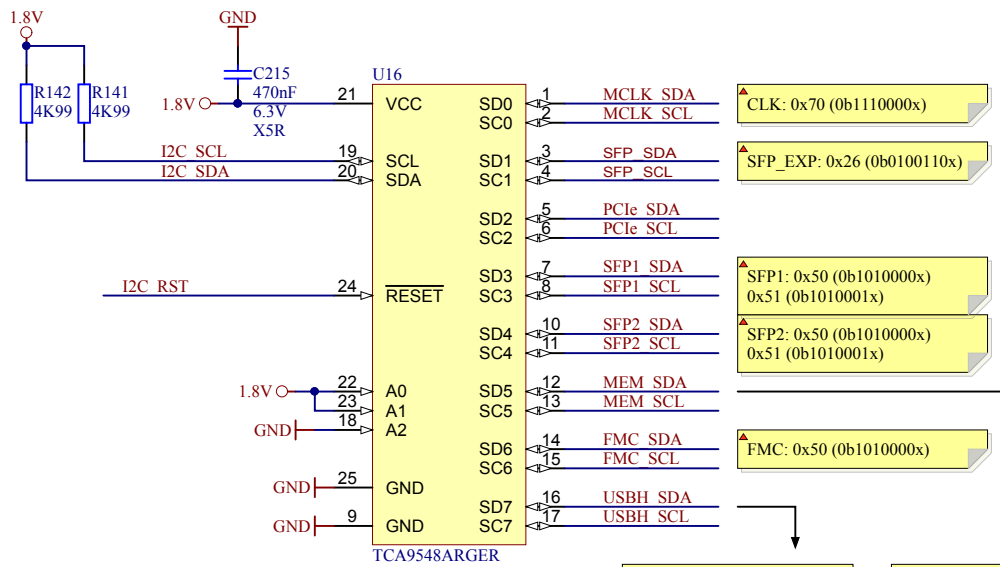 1.8V
GND
R142
4K99
R141
4K99
C215
470nF
6.3V
X5R
1.8V
U16
21 VCC
SD0 1 MCLK_SDA
SC0 2 MCLK_SCL
CLK: 0x70 (0b1110000x)
I2C_SCL 19 SCL
I2C_SDA 20 SDA
SD1 3 SFP_SDA
SC1 4 SFP_SCL
SFP_EXP: 0x26 (0b0100110x)
SD2 5 PCIe_SDA
SC2 6 PCIe_SCL
I2C_RST 24 RESET
SD3 7 SFP1_SDA
SC3 8 SFP1_SCL
SFP1: 0x50 (0b1010000x)
0x51 (0b1010001x)
SD4 10 SFP2_SDA
SC4 11 SFP2_SCL
SFP2: 0x50 (0b1010000x)
0x51 (0b1010001x)
1.8V 22 A0
23 A1
GND 18 A2
SD5 12 MEM_SDA
SC5 13 MEM_SCL
SD6 14 FMC_SDA
SC6 15 FMC_SCL
FMC: 0x50 (0b1010000x)
GND 25 GND
GND 9 GND
SD7 16 USBH_SDA
SC7 17 USBH_SCL
TCA9548ARGER